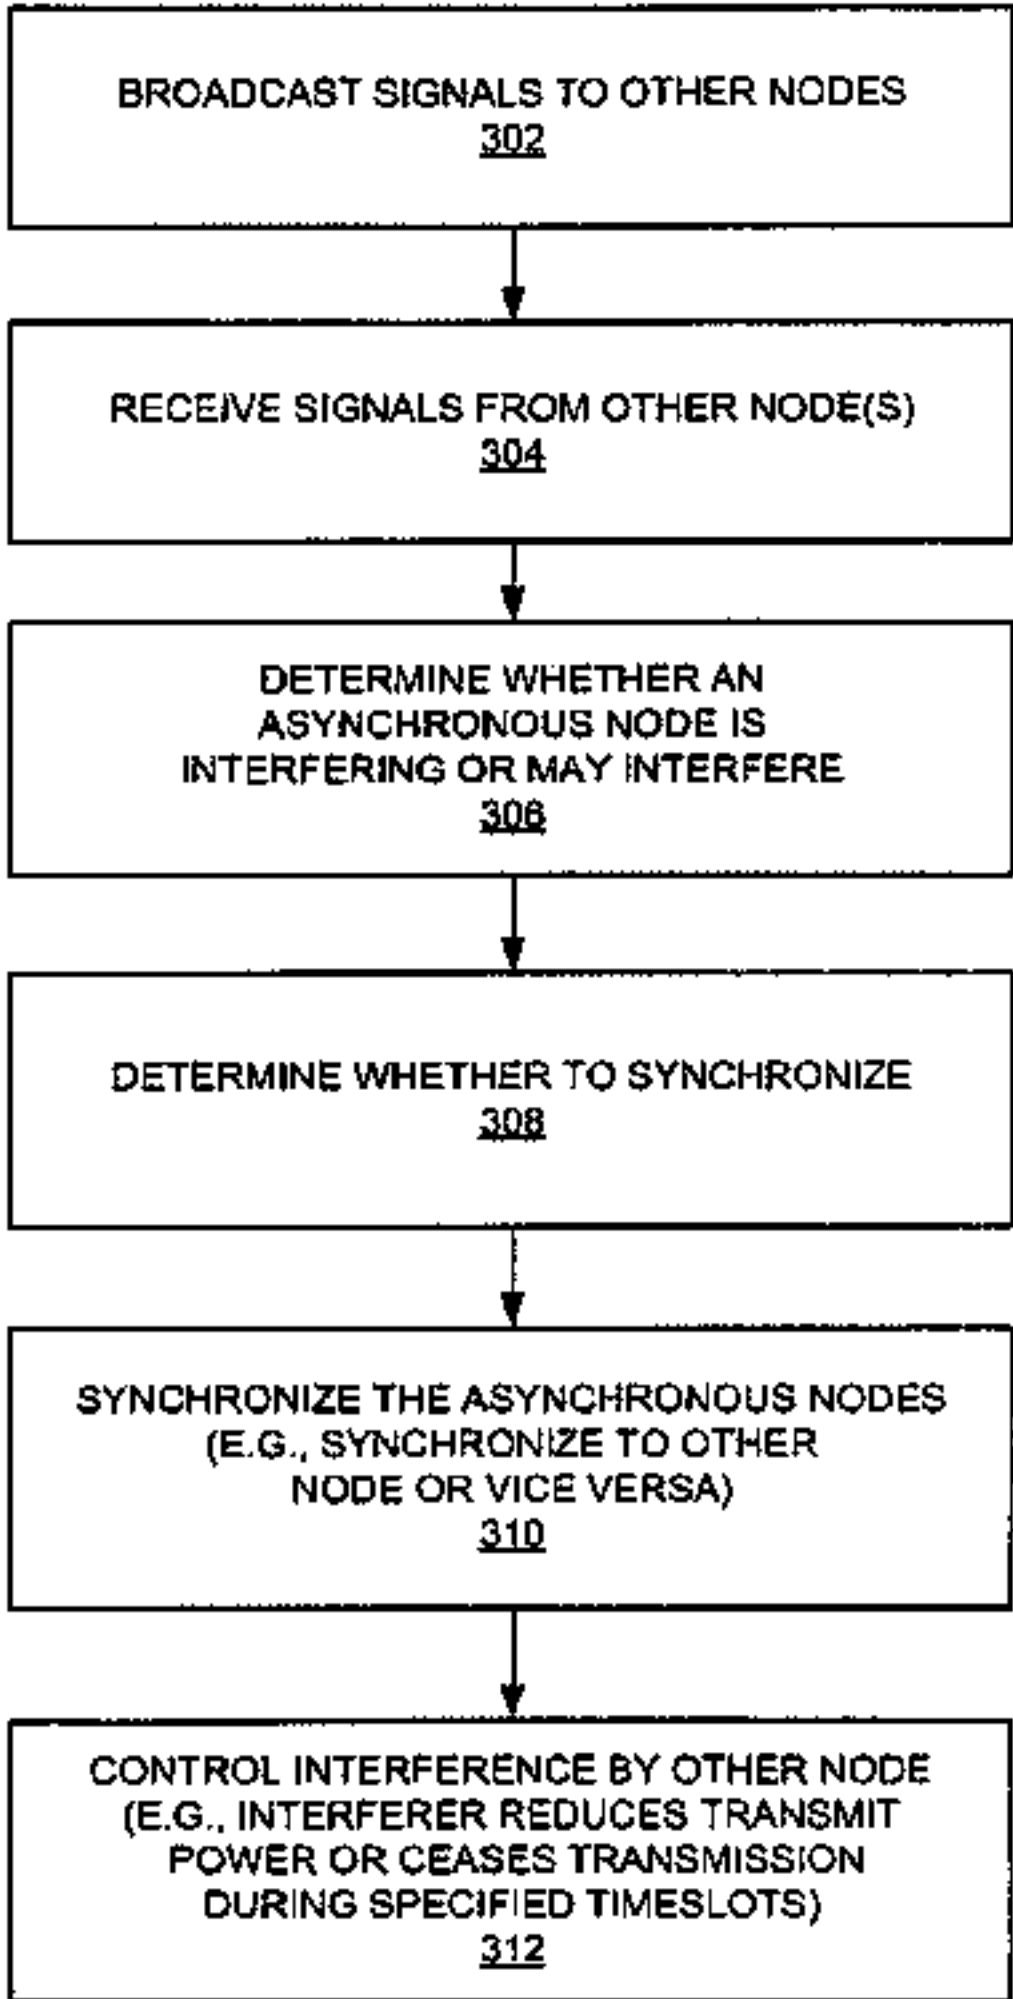 BROADCAST SIGNALS TO OTHER NODES
302
RECEIVE SIGNALS FROM OTHER NODE(S)
304
DETERMINE WHETHER AN
ASYNCHRONOUS NODE IS
INTERFERING OR MAY INTERFERE
306
DETERMINE WHETHER TO SYNCHRONIZE
308
SYNCHRONIZE THE ASYNCHRONOUS NODES
(E.G., SYNCHRONIZE TO OTHER
NODE OR VICE VERSA)
310
CONTROL INTERFERENCE BY OTHER NODE
(E.G., INTERFERER REDUCES TRANSMIT
POWER OR CEASES TRANSMISSION
DURING SPECIFIED TIMESLOTS)
312